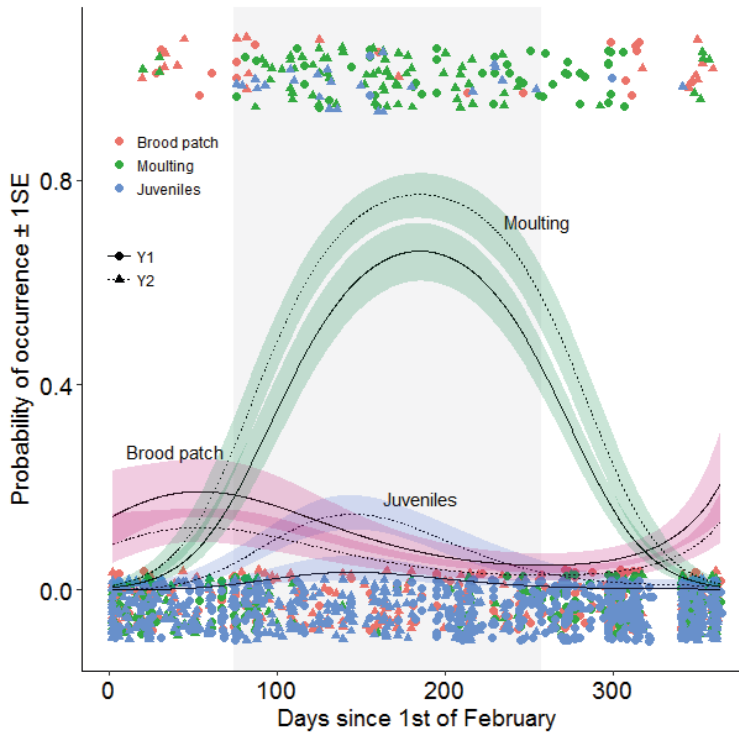 Brood patch
Moulting
Juveniles
Y1
Y2
0.8
0.4
0.0
Probability of occurrence ± 1SE
Moulting
Brood patch
Juveniles
0 100 200 300
Days since 1st of February